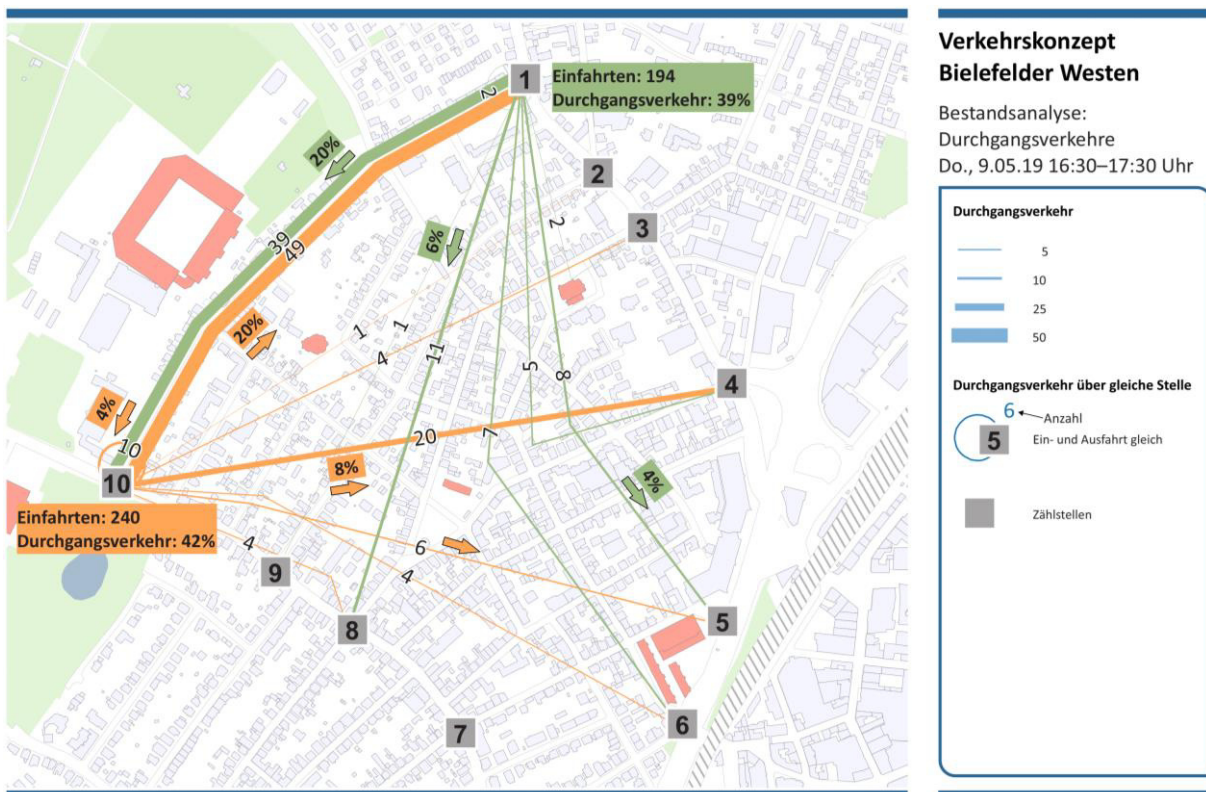 Verkehrskonzept
Bielefelder Westen
Bestandsanalyse:
Durchgangsverkehre
Do., 9.05.19 16:30–17:30 Uhr
Durchgangsverkehr
5
10
25
50
Durchgangsverkehr über gleiche Stelle
6
Anzahl
5
Ein- und Ausfahrt gleich
Zählstellen
1
Einfahrten: 194
Durchgangsverkehr: 39%
2
20%
2
3
2
6%
39
49
20%
1
1
4
11
5
8
4
4%
10
7
20
10
8%
4%
Einfahrten: 240
Durchgangsverkehr: 42%
4
6
4
9
8
5
6
7